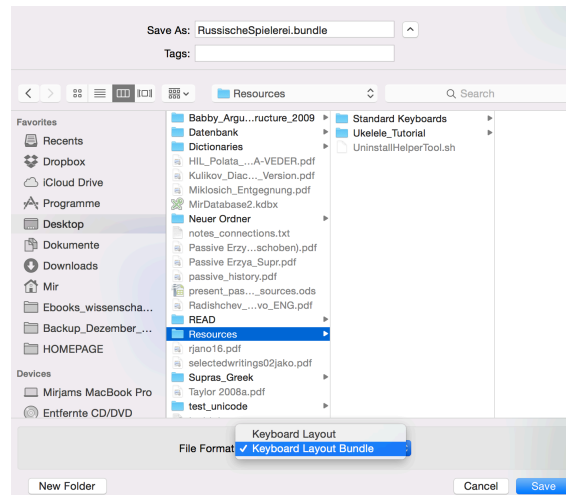 Save As: RussischeSpielerei.bundle
Tags:
Resources
Search
Favorites
Recents
Dropbox
iCloud Drive
Programme
Desktop
Dokumente
Downloads
Mir
Ebooks_wissenscha...
Backup_Dezember_...
HOMEPAGE
Devices
Mirjams MacBook Pro
Entfernte CD/DVD
Babby_Argu...ructure_2009
Datenbank
Dictionaries
HIL_Polata_...A-VEDER.pdf
Kulikov_Diac..._Version.pdf
Miklosich_Entgegnung.pdf
MirDatabase2.kdbx
Neuer Ordner
notes_connections.txt
Passive Erzy...schoben).pdf
Passive Erzya_Supr.pdf
passive_history.pdf
present_pas..._sources.ods
Radishchev_...vo_ENG.pdf
READ
Resources
rjano16.pdf
selectedwritings02jako.pdf
Supras_Greek
Taylor 2008a.pdf
test_unicode
Standard Keyboards
Ukelele_Tutorial
UninstallHelperTool.sh
Keyboard Layout
File Format ✓ Keyboard Layout Bundle
New Folder
Cancel
Save